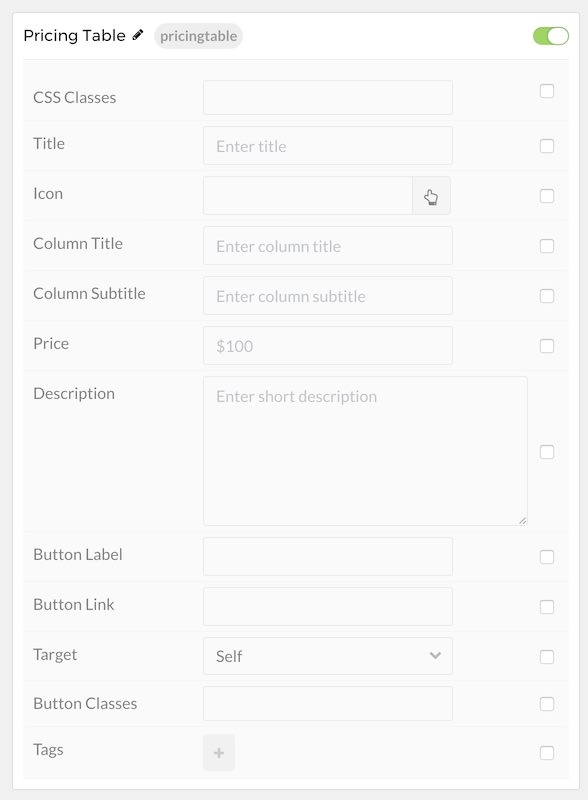 Pricing Table pricingtable
CSS Classes
Title Enter title
Icon
Column Title Enter column title
Column Subtitle Enter column subtitle
Price $100
Description Enter short description
Button Label
Button Link
Target Self
Button Classes
Tags +